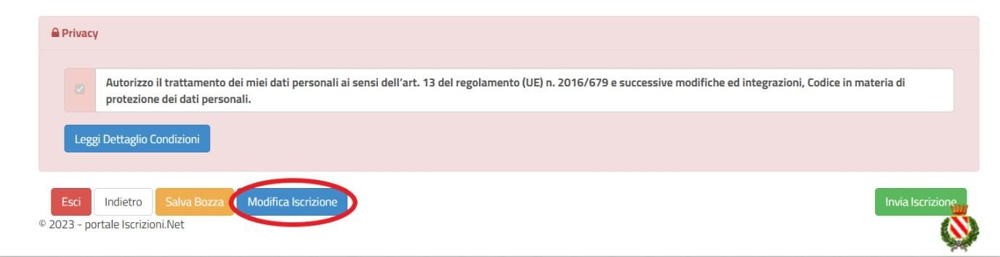 Privacy
Autorizzo il trattamento dei miei dati personali ai sensi dell'art. 13 del regolamento (UE) n. 2016/679 e successive modifiche ed integrazioni, Codice in materia di
protezione dei dati personali.
Leggi Dettaglio Condizioni
Esci Indietro Salva Bozza Modifica Iscrizione Invia Iscrizione
© 2023 - portale Iscrizioni.Net